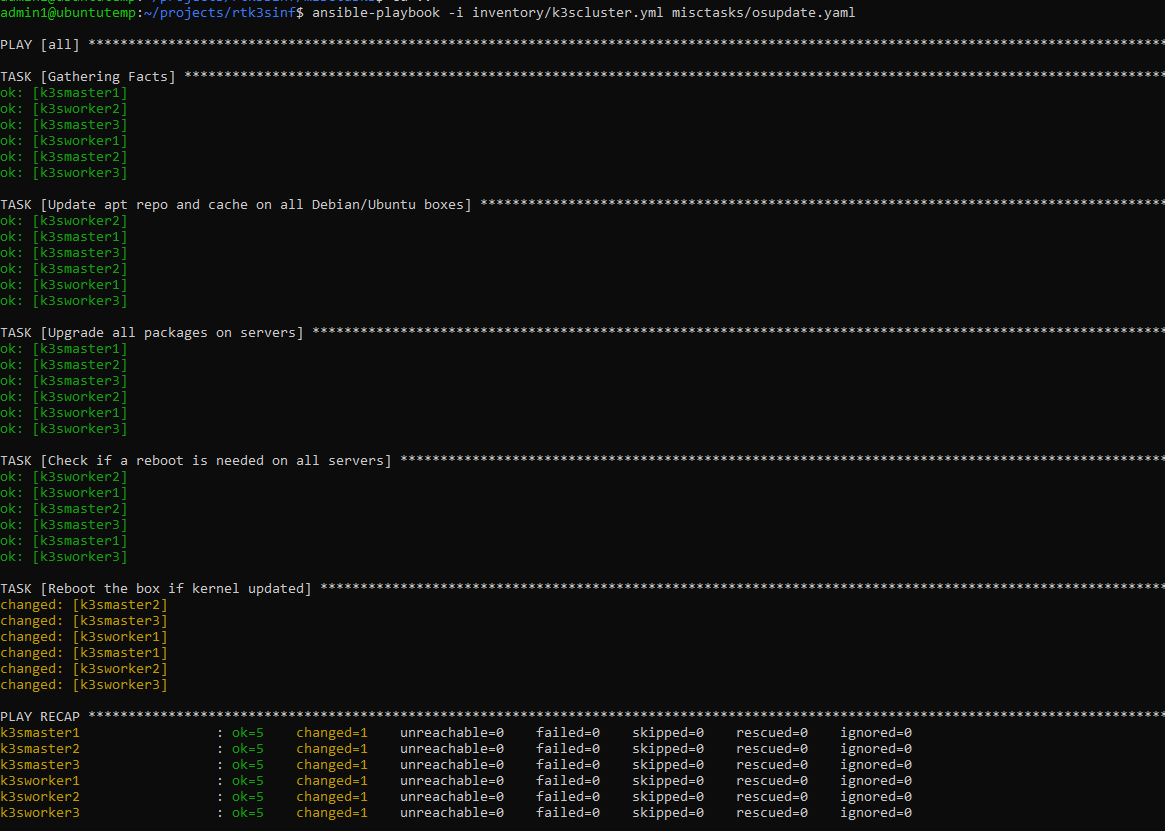 admin1@ubuntutemp:~/projects/rtk3sinf$ ansible-playbook -i inventory/k3scluster.yml misctasks/osupdate.yaml
PLAY [all] ****************************************************************************************************************************************
TASK [Gathering Facts] ****************************************************************************************************************************
ok: [k3smaster1]
ok: [k3sworker2]
ok: [k3smaster3]
ok: [k3sworker1]
ok: [k3smaster2]
ok: [k3sworker3]
TASK [Update apt repo and cache on all Debian/Ubuntu boxes] ***************************************************************************************
ok: [k3sworker2]
ok: [k3smaster1]
ok: [k3smaster3]
ok: [k3smaster2]
ok: [k3sworker1]
ok: [k3sworker3]
TASK [Upgrade all packages on servers] ************************************************************************************************************
ok: [k3smaster1]
ok: [k3smaster2]
ok: [k3smaster3]
ok: [k3sworker2]
ok: [k3sworker1]
ok: [k3sworker3]
TASK [Check if a reboot is needed on all servers] *************************************************************************************************
ok: [k3sworker2]
ok: [k3sworker1]
ok: [k3smaster2]
ok: [k3smaster3]
ok: [k3smaster1]
ok: [k3sworker3]
TASK [Reboot the box if kernel updated] ***********************************************************************************************************
changed: [k3smaster2]
changed: [k3smaster3]
changed: [k3sworker1]
changed: [k3smaster1]
changed: [k3sworker2]
changed: [k3sworker3]
PLAY RECAP ****************************************************************************************************************************************
k3smaster1                 : ok=5    changed=1    unreachable=0    failed=0    skipped=0    rescued=0    ignored=0
k3smaster2                 : ok=5    changed=1    unreachable=0    failed=0    skipped=0    rescued=0    ignored=0
k3smaster3                 : ok=5    changed=1    unreachable=0    failed=0    skipped=0    rescued=0    ignored=0
k3sworker1                 : ok=5    changed=1    unreachable=0    failed=0    skipped=0    rescued=0    ignored=0
k3sworker2                 : ok=5    changed=1    unreachable=0    failed=0    skipped=0    rescued=0    ignored=0
k3sworker3                 : ok=5    changed=1    unreachable=0    failed=0    skipped=0    rescued=0    ignored=0